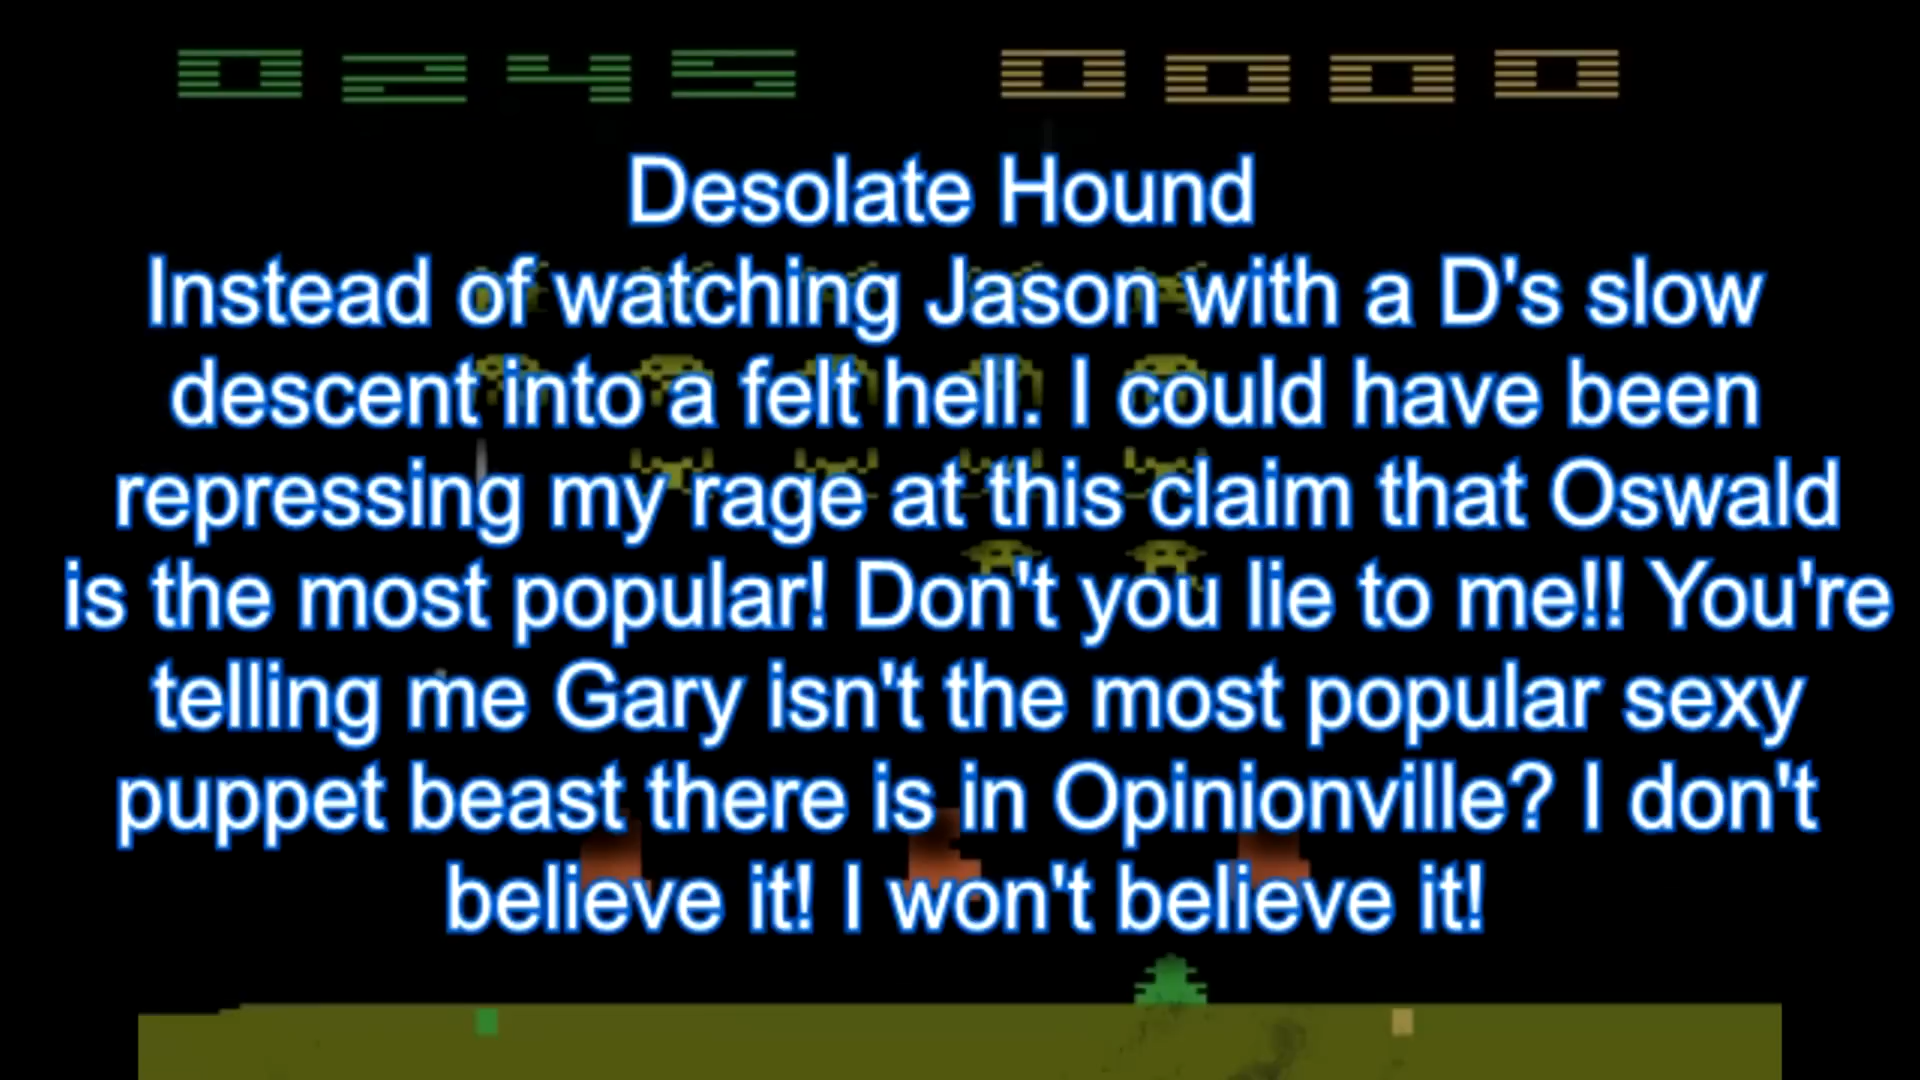 0245 0000
Desolate Hound
Instead of watching Jason with a D's slow
descent into a felt hell. I could have been
repressing my rage at this claim that Oswald
is the most popular! Don't you lie to me!! You're
telling me Gary isn't the most popular sexy
puppet beast there is in Opinionville? I don't
believe it! I won't believe it!